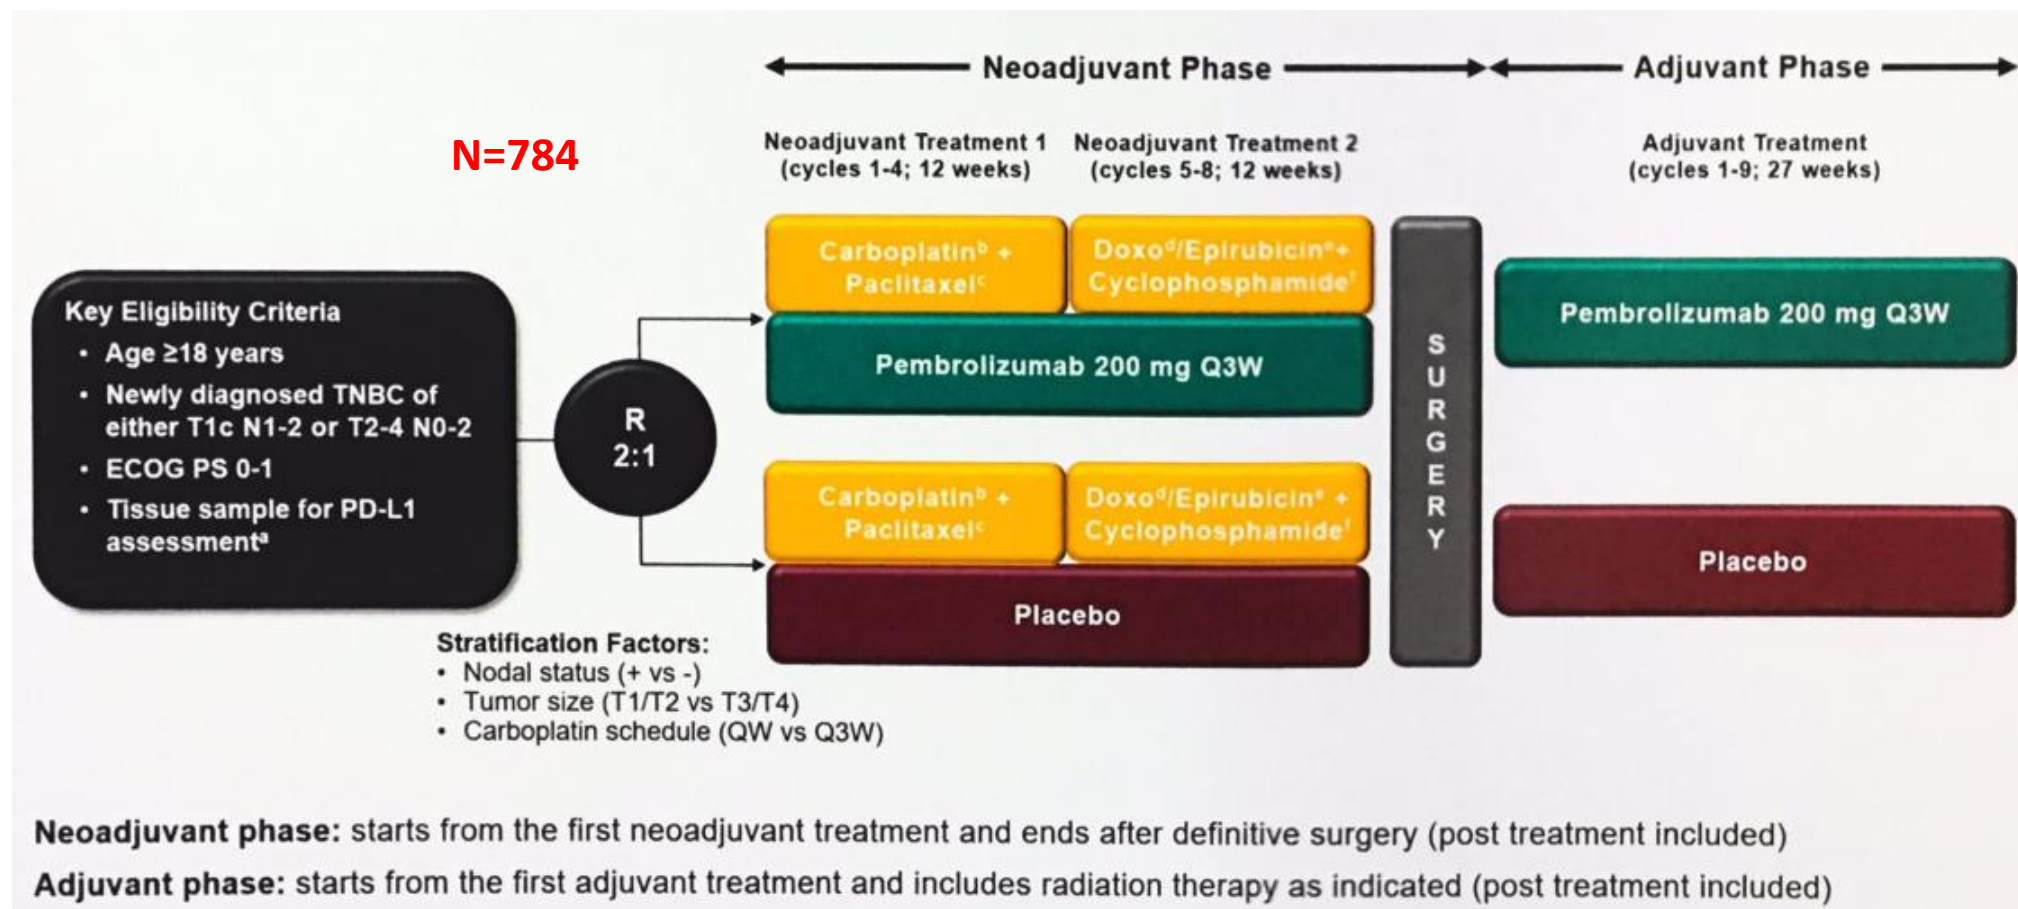 Neoadjuvant Phase
Adjuvant Phase
N=784
Neoadjuvant Treatment 1
(cycles 1-4; 12 weeks)
Neoadjuvant Treatment 2
(cycles 5-8; 12 weeks)
Adjuvant Treatment
(cycles 1-9; 27 weeks)
Key Eligibility Criteria
• Age ≥18 years
• Newly diagnosed TNBC of
either T1c N1-2 or T2-4 N0-2
• ECOG PS 0-1
• Tissue sample for PD-L1
assessmentᵃ
R
2:1
Carboplatinᵇ +
Paclitaxelᶜ
Doxoᵈ/Epirubicinᵉ+
Cyclophosphamideᶠ
Pembrolizumab 200 mg Q3W
Carboplatinᵇ +
Paclitaxelᶜ
Doxoᵈ/Epirubicinᵉ +
Cyclophosphamideᶠ
Placebo
SURGERY
Pembrolizumab 200 mg Q3W
Placebo
Stratification Factors:
• Nodal status (+ vs -)
• Tumor size (T1/T2 vs T3/T4)
• Carboplatin schedule (QW vs Q3W)
Neoadjuvant phase: starts from the first neoadjuvant treatment and ends after definitive surgery (post treatment included)
Adjuvant phase: starts from the first adjuvant treatment and includes radiation therapy as indicated (post treatment included)